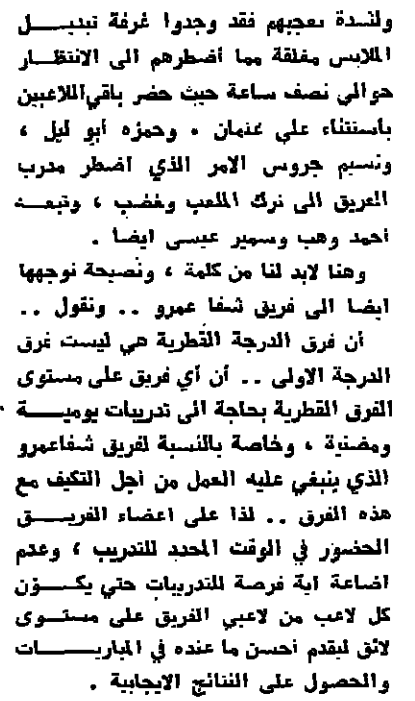 ولشدة تعجبهم فقد وجدوا غرفة تبديل
الملابس مغلقة مما أضطرهم الى الانتظار
حوالي نصف ساعة حيث حضر باقي اللاعبين
باستثناء علي عثمان . وحمزه أبو ليل ،
ونسيم جروس الامر الذي اضطر مدرب
الفريق الى ترك الملعب وغضب ، وتبعه
أحمد وهب وسمير عيسى ايضا .
وهنا لابد لنا من كلمة ، ونصيحة نوجهها
ايضا الى فريق شفا عمرو .. ونقول ..
أن فرق الدرجة القطرية هي ليست فرق
الدرجة الاولى .. أن أي فريق على مستوى
الفرق القطرية بحاجة الى تدريبات يومية
ومضنية ، وخاصة بالنسبة لفريق شفاعمرو
الذي ينبغي عليه العمل من أجل التكيف مع
هذه الفرق .. لذا على اعضاء الفريق
الحضور في الوقت المحدد للتدريب ، وعدم
اضاعة اية فرصة للتدريبات حتي يكون
كل لاعب من لاعبي الفريق على مستوى
لائق ليقدم أحسن ما عنده في المباريات
والحصول على النتائج الايجابية .